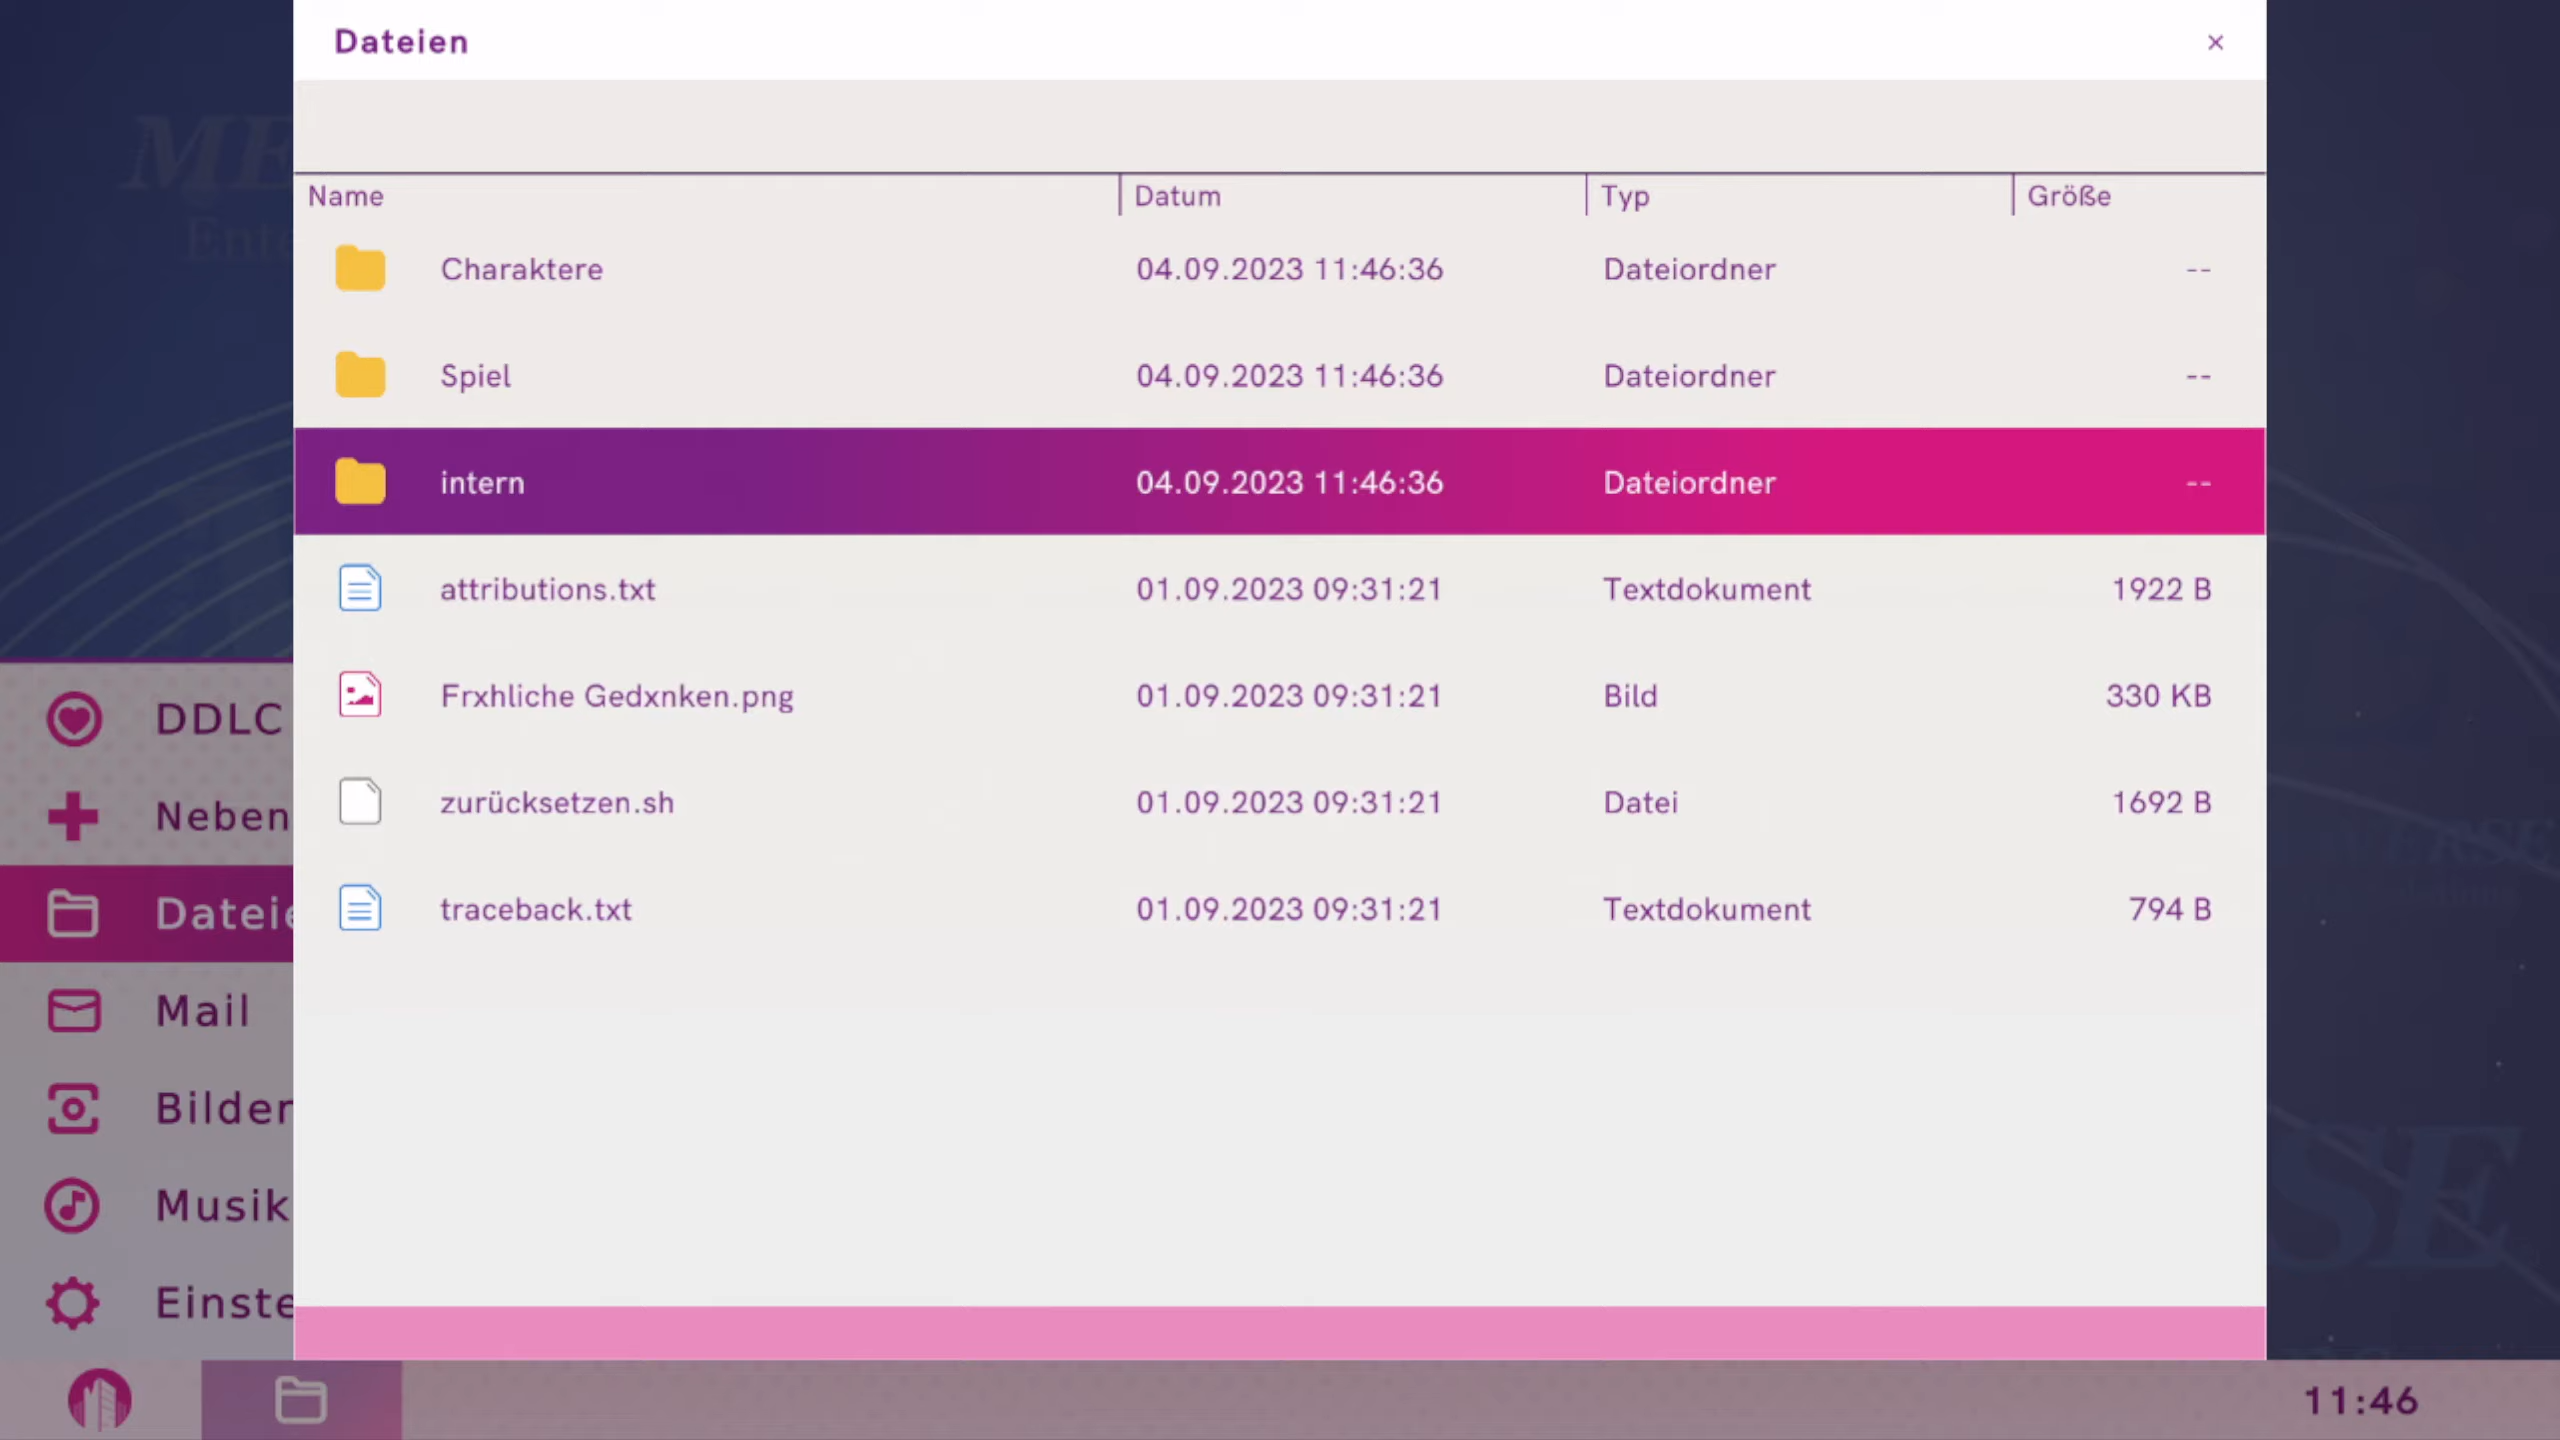 Dateien
×
Name Datum Typ Größe
Charaktere 04.09.2023 11:46:36 Dateiordner --
Spiel 04.09.2023 11:46:36 Dateiordner --
intern 04.09.2023 11:46:36 Dateiordner --
attributions.txt 01.09.2023 09:31:21 Textdokument 1922 B
Frxhliche Gedxnken.png 01.09.2023 09:31:21 Bild 330 KB
zurücksetzen.sh 01.09.2023 09:31:21 Datei 1692 B
traceback.txt 01.09.2023 09:31:21 Textdokument 794 B
DDLC
Neben
Dateie
Mail
Bilder
Musik
Einste
11:46